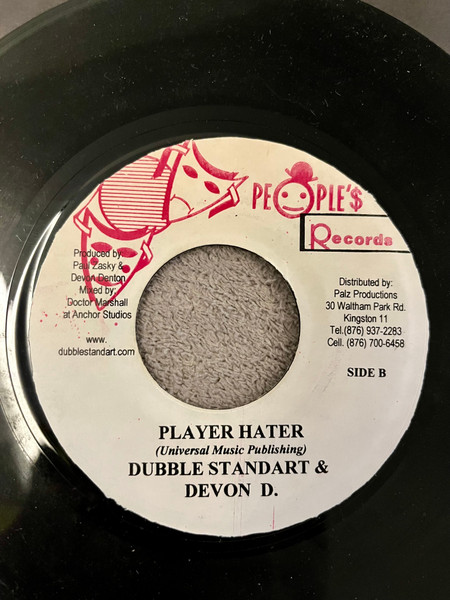 PEOPLE'$
Records
Produced by:
Paul Zasky &
Devon Denton
Mixed by:
Doctor Marshall
at Anchor Studios
www.
dubblestandart.com
Distributed by:
Palz Productions
30 Waltham Park Rd.
Kingston 11
Tel.(876) 937-2283
Cell. (876) 700-6458
SIDE B
PLAYER HATER
(Universal Music Publishing)
DUBBLE STANDART &
DEVON D.